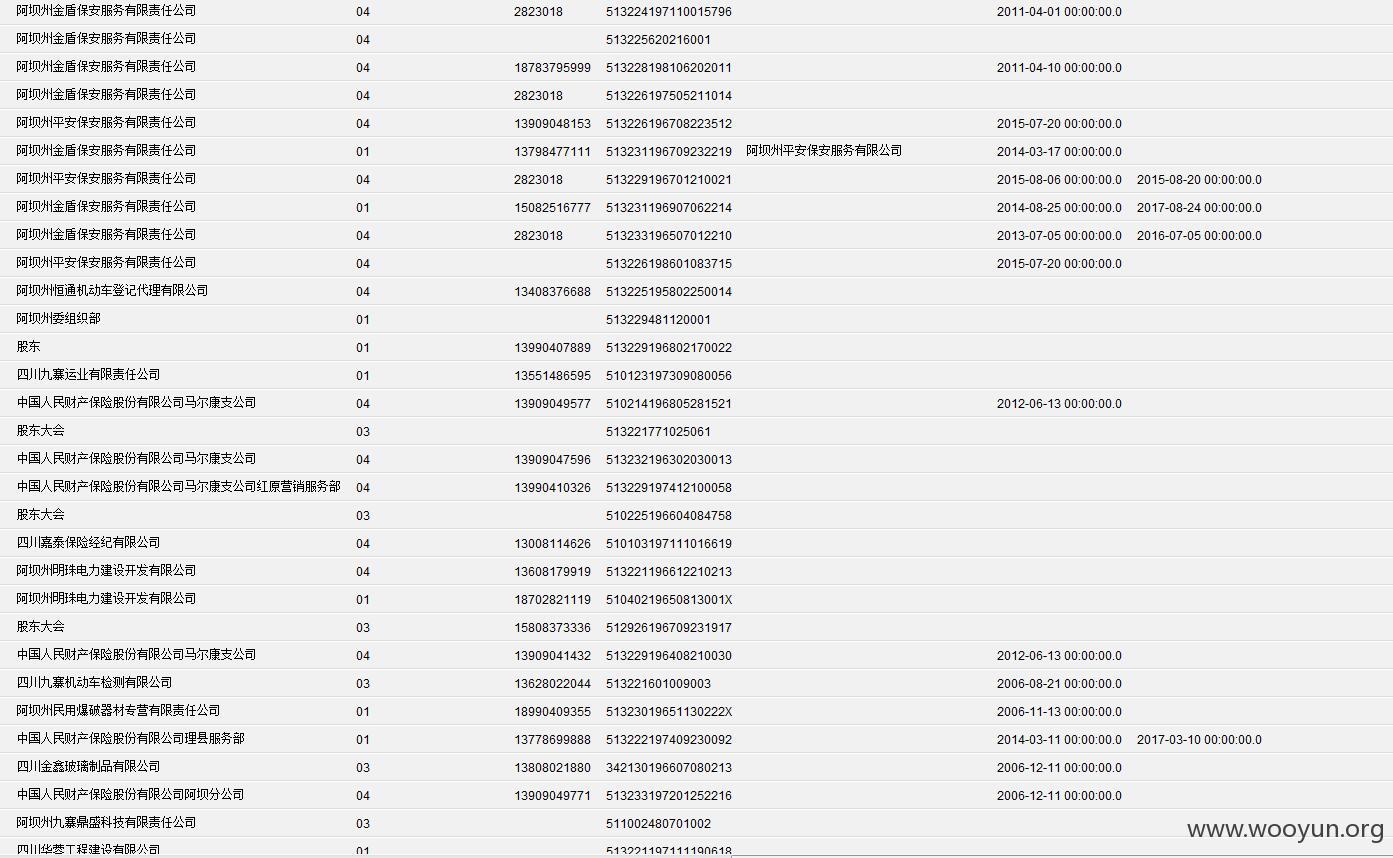 阿坝州金盾保安服务有限责任公司 04 2823018 513224197110015796 2011-04-01 00:00:00.0
阿坝州金盾保安服务有限责任公司 04 513225620216001
阿坝州金盾保安服务有限责任公司 04 18783795999 513228198106202011 2011-04-10 00:00:00.0
阿坝州金盾保安服务有限责任公司 04 2823018 513226197505211014
阿坝州平安保安服务有限责任公司 04 13909048153 513226196708223512 2015-07-20 00:00:00.0
阿坝州金盾保安服务有限责任公司 01 13798477111 513231196709232219 阿坝州平安保安服务有限公司 2014-03-17 00:00:00.0
阿坝州平安保安服务有限责任公司 04 2823018 513229196701210021 2015-08-06 00:00:00.0 2015-08-20 00:00:00.0
阿坝州金盾保安服务有限责任公司 01 15082516777 513231196907062214 2014-08-25 00:00:00.0 2017-08-24 00:00:00.0
阿坝州金盾保安服务有限责任公司 04 2823018 513233196507012210 2013-07-05 00:00:00.0 2016-07-05 00:00:00.0
阿坝州平安保安服务有限责任公司 04 513226198601083715 2015-07-20 00:00:00.0
阿坝州恒通机动车登记代理有限公司 04 13408376688 513225195802250014
阿坝州委组织部 01 513229481120001
股东 01 13990407889 513229196802170022
四川九寨运业有限责任公司 01 13551486595 510123197309080056
中国人民财产保险股份有限公司马尔康支公司 04 13909049577 510214196805281521 2012-06-13 00:00:00.0
股东大会 03 513221771025061
中国人民财产保险股份有限公司马尔康支公司 04 13909047596 513232196302030013
中国人民财产保险股份有限公司马尔康支公司红原营销服务部 04 13990410326 513229197412100058
股东大会 03 510225196604084758
四川嘉泰保险经纪有限公司 04 13008114626 510103197111016619
阿坝州明珠电力建设开发有限公司 04 13608179919 513221196612210213
阿坝州明珠电力建设开发有限公司 01 18702821119 51040219650813001X
股东大会 03 15808373336 512926196709231917
中国人民财产保险股份有限公司马尔康支公司 04 13909041432 513229196408210030 2012-06-13 00:00:00.0
四川九寨机动车检测有限公司 03 13628022044 513221601009003 2006-08-21 00:00:00.0
阿坝州民用爆破器材专营有限责任公司 01 18990409355 51323019651130222X 2006-11-13 00:00:00.0
中国人民财产保险股份有限公司理县服务部 01 13778699888 513222197409230092 2014-03-11 00:00:00.0 2017-03-10 00:00:00.0
四川金鑫玻璃制品有限公司 03 13808021880 342130196607080213 2006-12-11 00:00:00.0
中国人民财产保险股份有限公司阿坝分公司 04 13909049771 513233197201252216 2006-12-11 00:00:00.0
阿坝州九寨鼎盛科技有限责任公司 03 511002480701002
四川华蓥工程建设有限公司 01 513221197111190618
www.wooyun.org